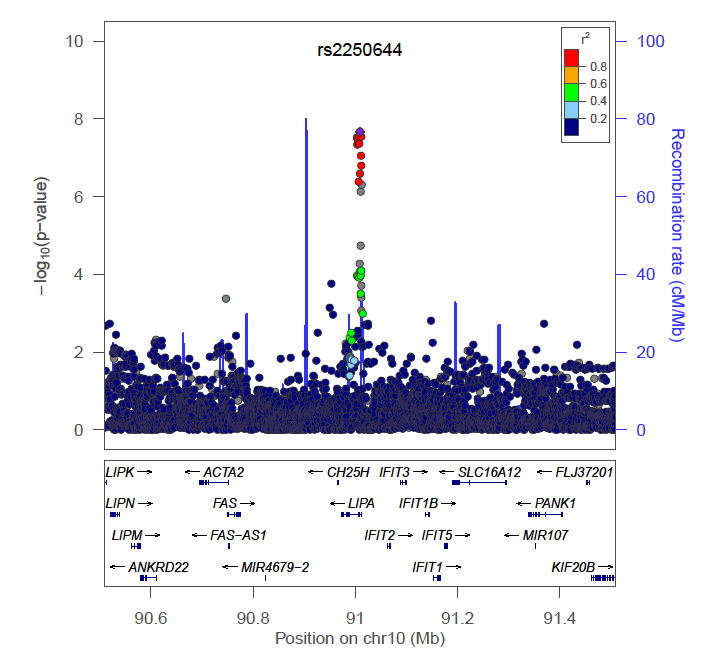 rs2250644
r2
0.8
0.6
0.4
0.2
10
8
6
4
2
0
−log10(p−value)
100
80
60
40
20
0
Recombination rate (cM/Mb)
LIPK → ← ACTA2 ← CH25H IFIT3 → ← SLC16A12 ← FLJ37201
LIPN → FAS → ← LIPA IFIT1B → ← PANK1
LIPM → ← FAS−AS1 IFIT2 → IFIT5 → ← MIR107
← ANKRD22 ← MIR4679−2 IFIT1 → KIF20B →
90.6 90.8 91 91.2 91.4
Position on chr10 (Mb)